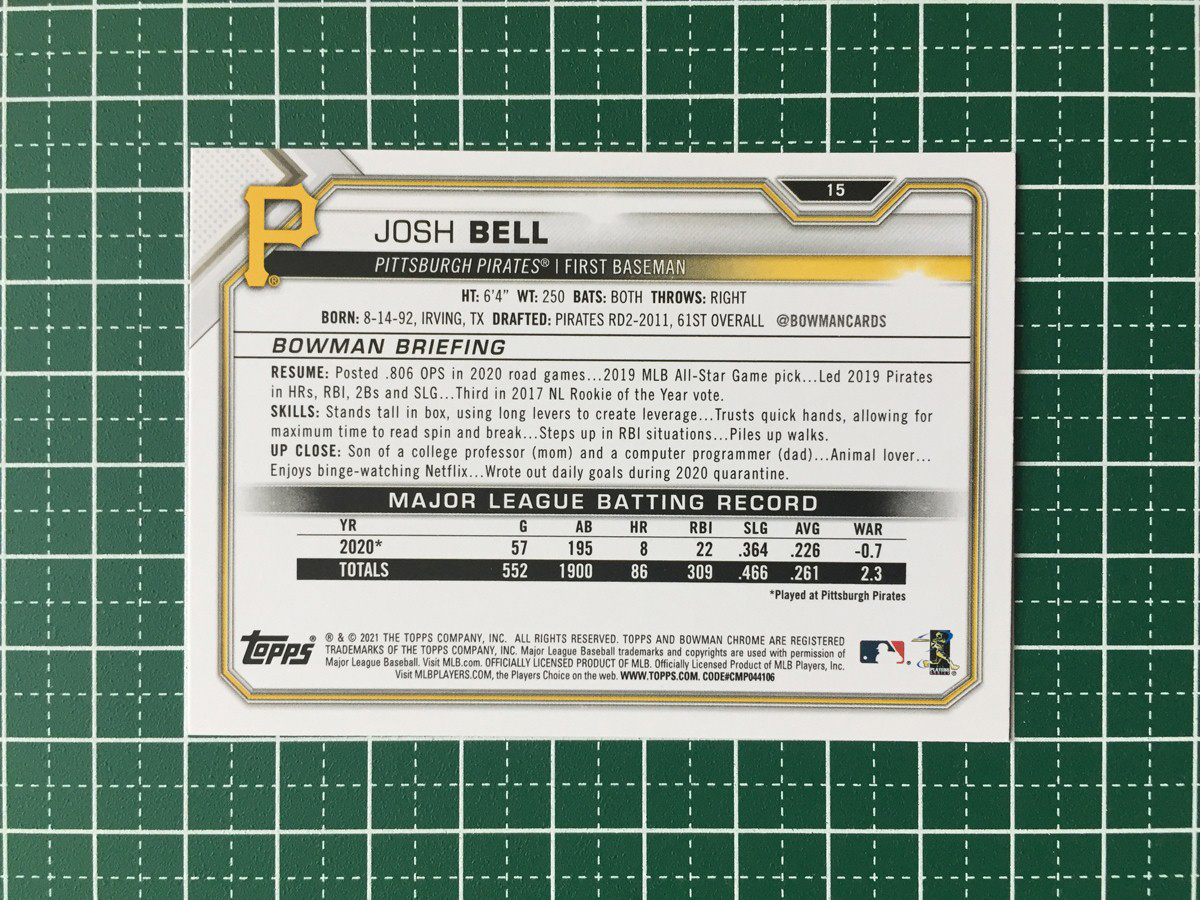 15
P®
JOSH BELL
PITTSBURGH PIRATES® | FIRST BASEMAN
HT: 6'4" WT: 250 BATS: BOTH THROWS: RIGHT
BORN: 8-14-92, IRVING, TX DRAFTED: PIRATES RD2-2011, 61ST OVERALL @BOWMANCARDS
BOWMAN BRIEFING
RESUME: Posted .806 OPS in 2020 road games...2019 MLB All-Star Game pick...Led 2019 Pirates
in HRs, RBI, 2Bs and SLG...Third in 2017 NL Rookie of the Year vote.
SKILLS: Stands tall in box, using long levers to create leverage...Trusts quick hands, allowing for
maximum time to read spin and break...Steps up in RBI situations...Piles up walks.
UP CLOSE: Son of a college professor (mom) and a computer programmer (dad)...Animal lover...
Enjoys binge-watching Netflix...Wrote out daily goals during 2020 quarantine.
MAJOR LEAGUE BATTING RECORD
YR G AB HR RBI SLG AVG WAR
2020* 57 195 8 22 .364 .226 -0.7
TOTALS 552 1900 86 309 .466 .261 2.3
*Played at Pittsburgh Pirates
Topps® ® & © 2021 THE TOPPS COMPANY, INC. ALL RIGHTS RESERVED. TOPPS AND BOWMAN CHROME ARE REGISTERED
TRADEMARKS OF THE TOPPS COMPANY, INC. Major League Baseball trademarks and copyrights are used with permission of
Major League Baseball. Visit MLB.com. OFFICIALLY LICENSED PRODUCT OF MLB. Officially Licensed Product of MLB Players, Inc.
Visit MLBPLAYERS.COM, the Players Choice on the web. WWW.TOPPS.COM. CODE#CMP044106